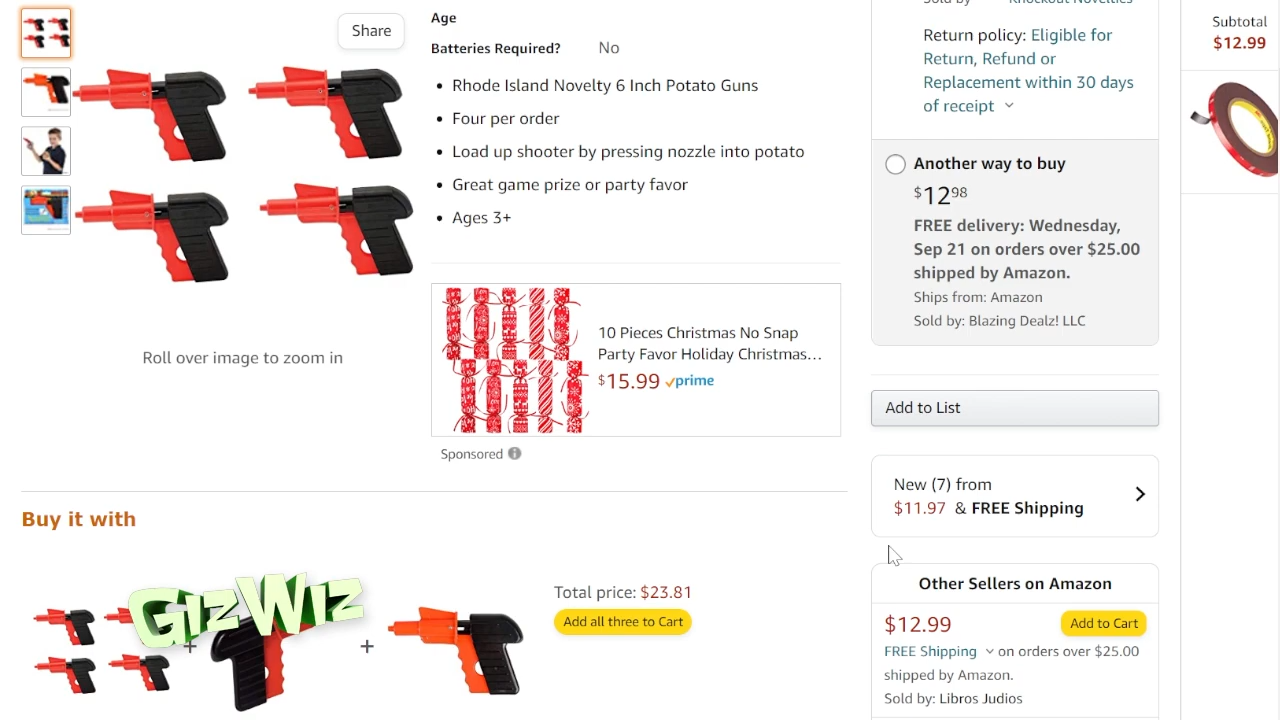 Share
Roll over image to zoom in
Age
Batteries Required? No
Rhode Island Novelty 6 Inch Potato Guns
Four per order
Load up shooter by pressing nozzle into potato
Great game prize or party favor
Ages 3+
10 Pieces Christmas No Snap
Party Favor Holiday Christmas…
$15.99 prime
Sponsored
Buy it with
GizWiz
+
+
Total price: $23.81
Add all three to Cart
Return policy: Eligible for
Return, Refund or
Replacement within 30 days
of receipt
Another way to buy
$12.98
FREE delivery: Wednesday,
Sep 21 on orders over $25.00
shipped by Amazon.
Ships from: Amazon
Sold by: Blazing Dealz! LLC
Add to List
New (7) from
$11.97 & FREE Shipping
Other Sellers on Amazon
$12.99
Add to Cart
FREE Shipping on orders over $25.00
shipped by Amazon.
Sold by: Libros Judios
Subtotal
$12.99